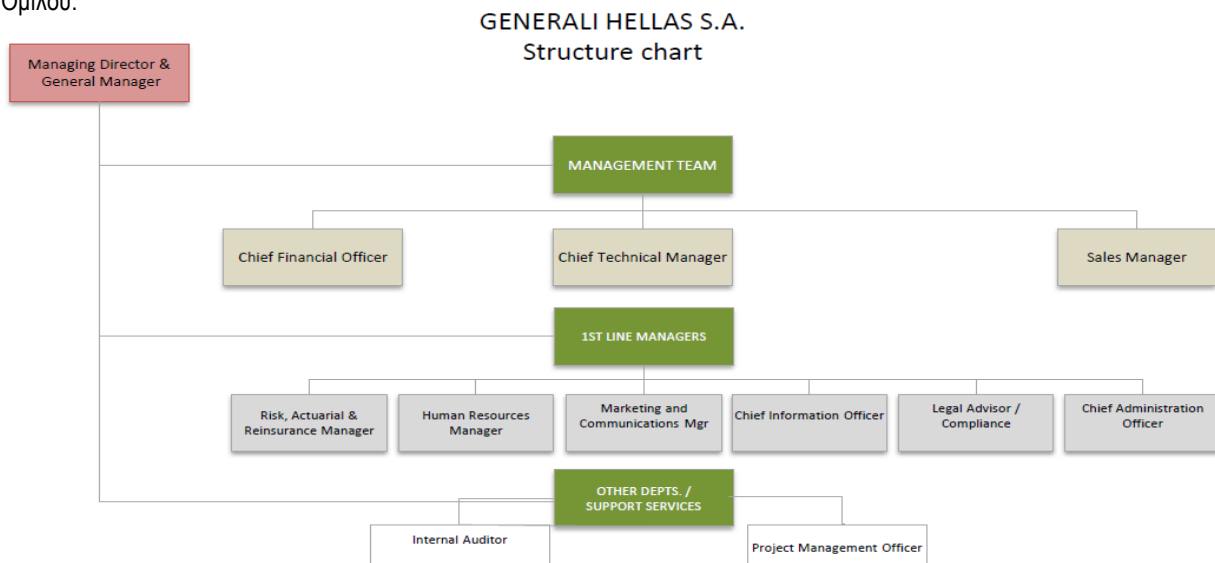 Ομίλου.
GENERALI HELLAS S.A.
Structure chart
Managing Director &
General Manager
MANAGEMENT TEAM
Chief Financial Officer
Chief Technical Manager
Sales Manager
1ST LINE MANAGERS
Risk, Actuarial &
Reinsurance Manager
Human Resources
Manager
Marketing and
Communications Mgr
Chief Information Officer
Legal Advisor /
Compliance
Chief Administration
Officer
OTHER DEPTS. /
SUPPORT SERVICES
Internal Auditor
Project Management Officer